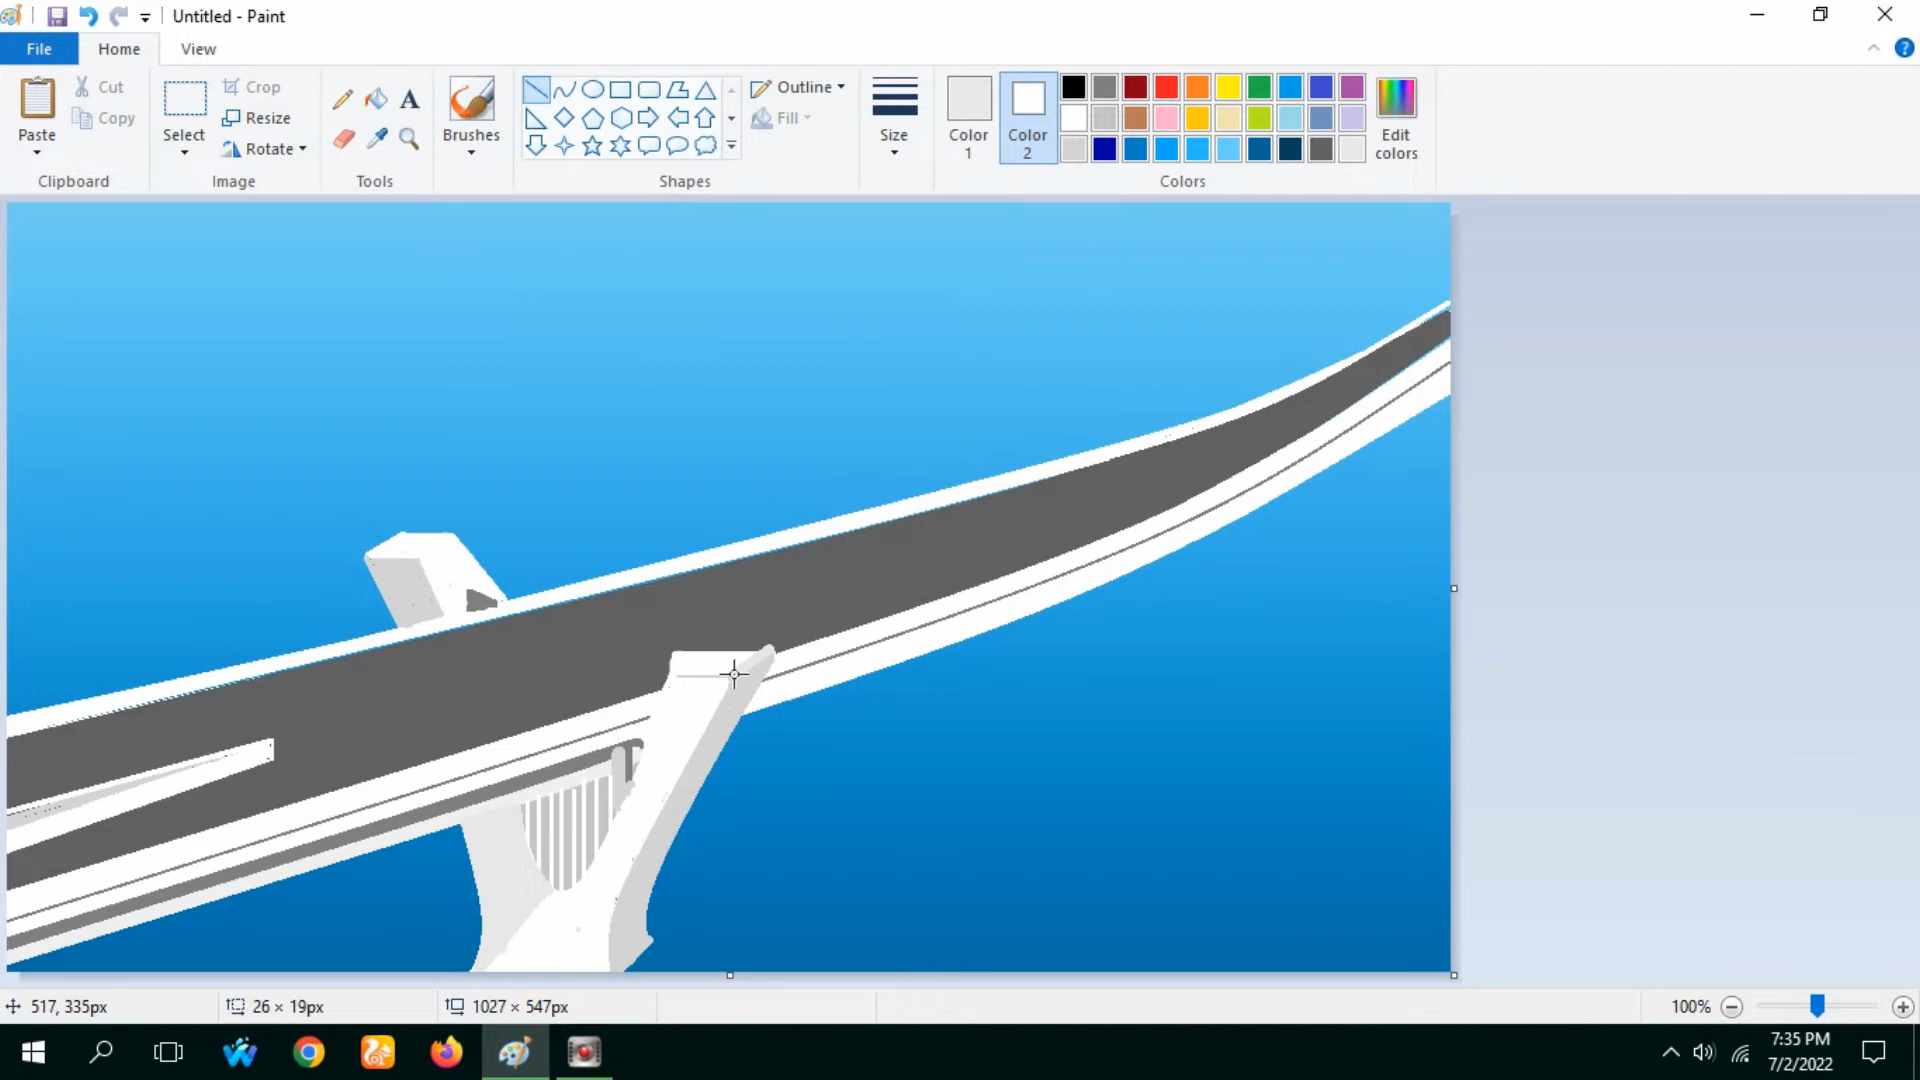 Untitled - Paint
File
Home
View
Paste
Cut
Copy
Clipboard
Select
Crop
Resize
Rotate
Image
A
Tools
Brushes
Shapes
Outline
Fill
Size
Color
1
Color
2
Edit
colors
Colors
517, 335px
26 × 19px
1027 × 547px
100%
7:35 PM
7/2/2022